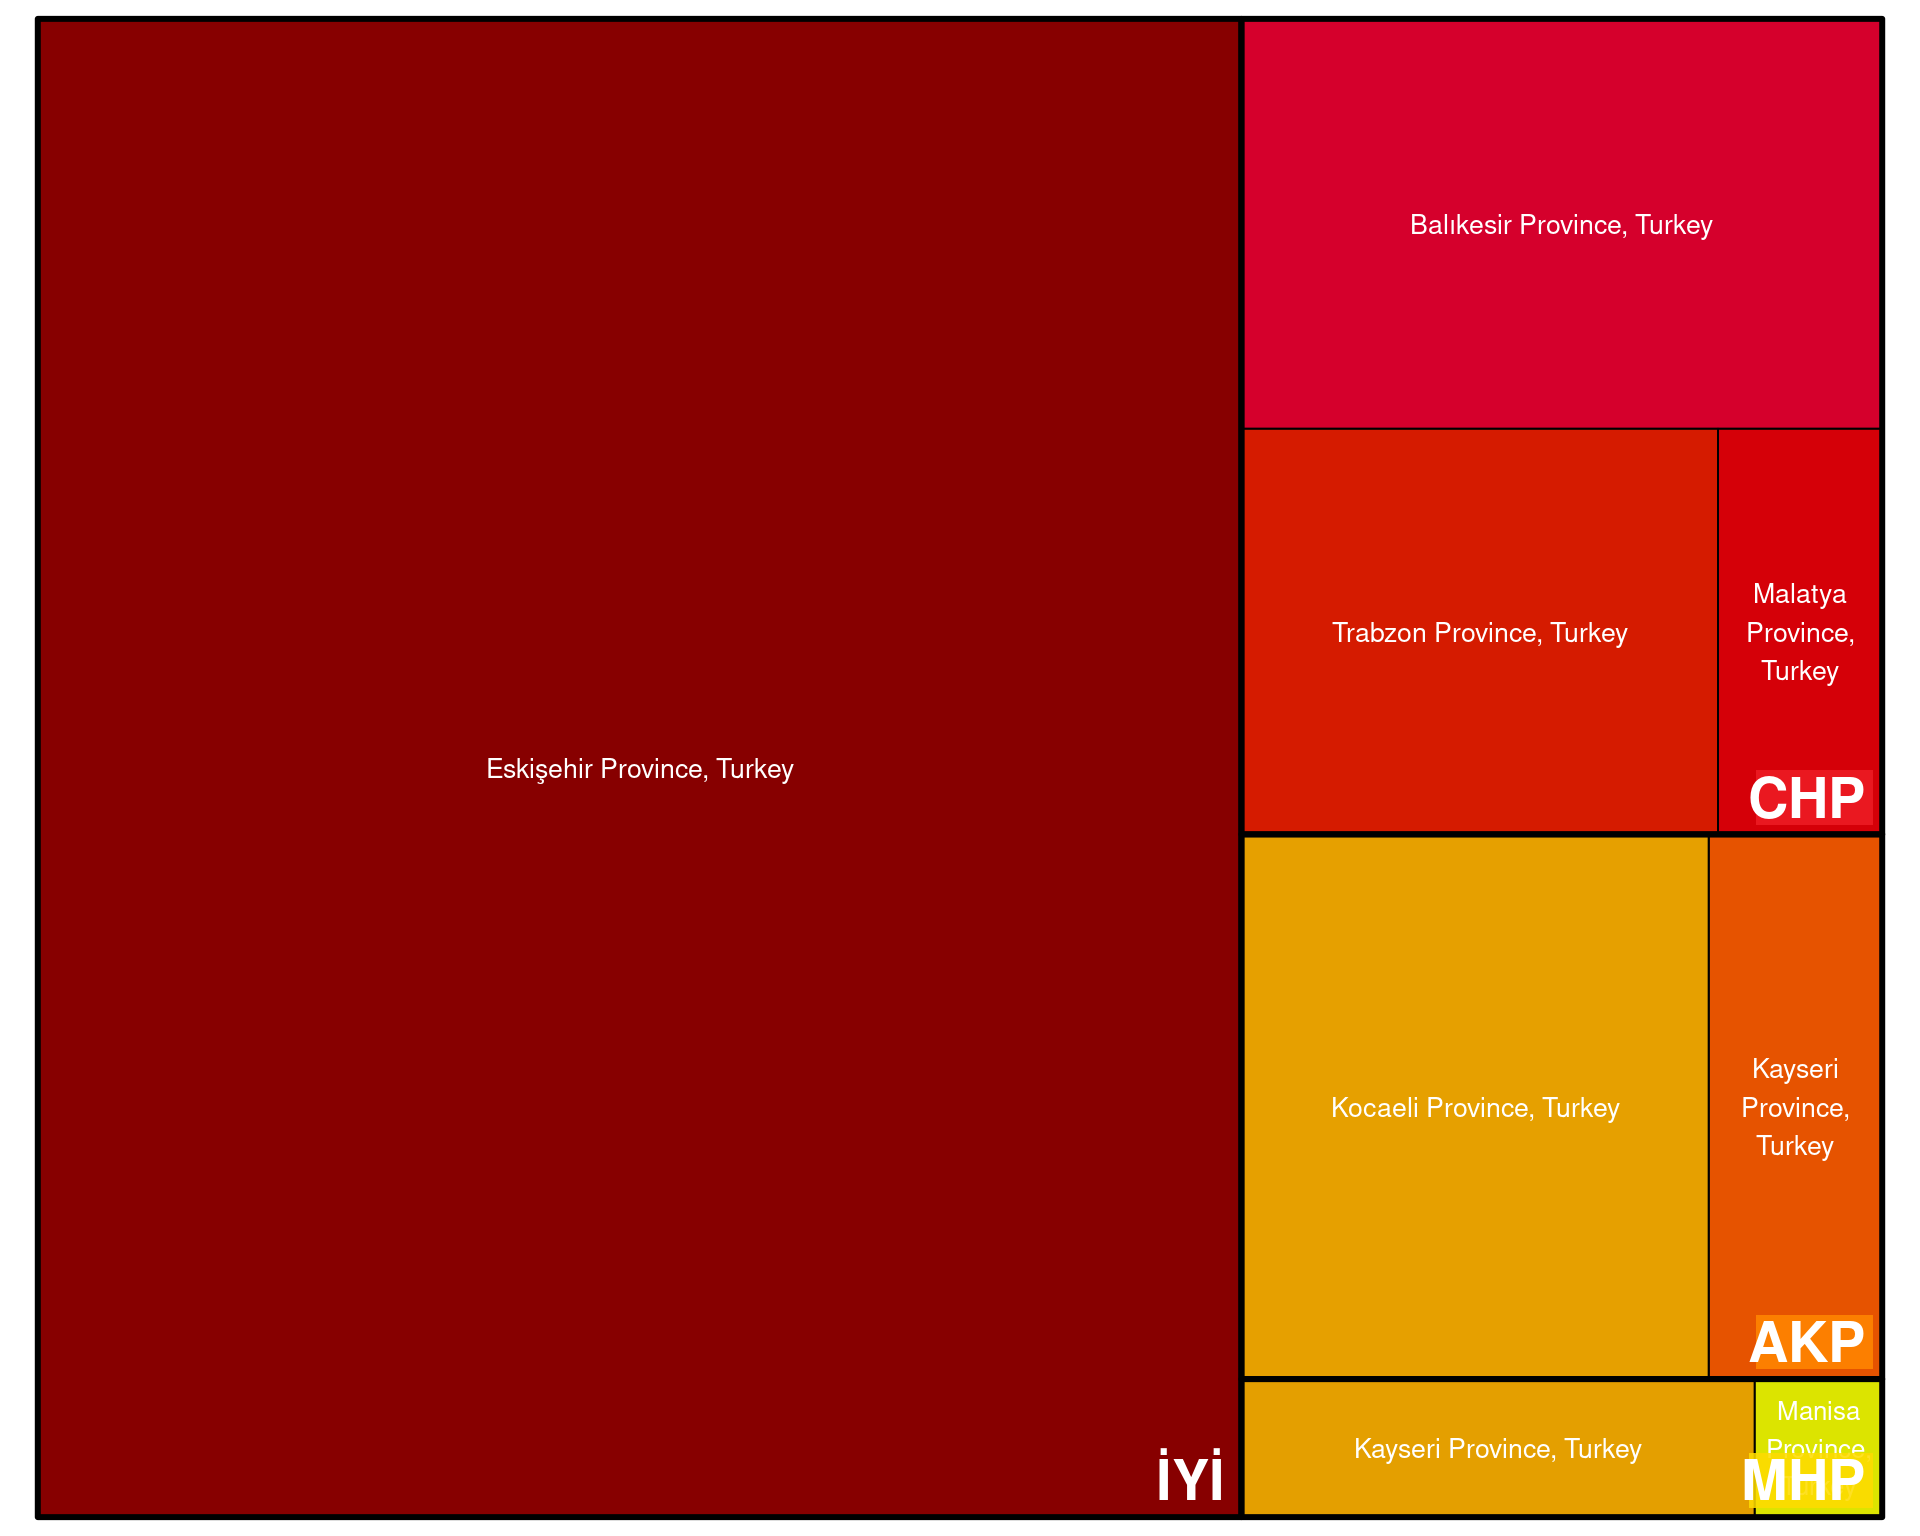 Eskişehir Province, Turkey
İYİ
Balıkesir Province, Turkey
Trabzon Province, Turkey
Malatya
Province,
Turkey
CHP
Kocaeli Province, Turkey
Kayseri
Province,
Turkey
AKP
Kayseri Province, Turkey
Manisa
Province
MHP